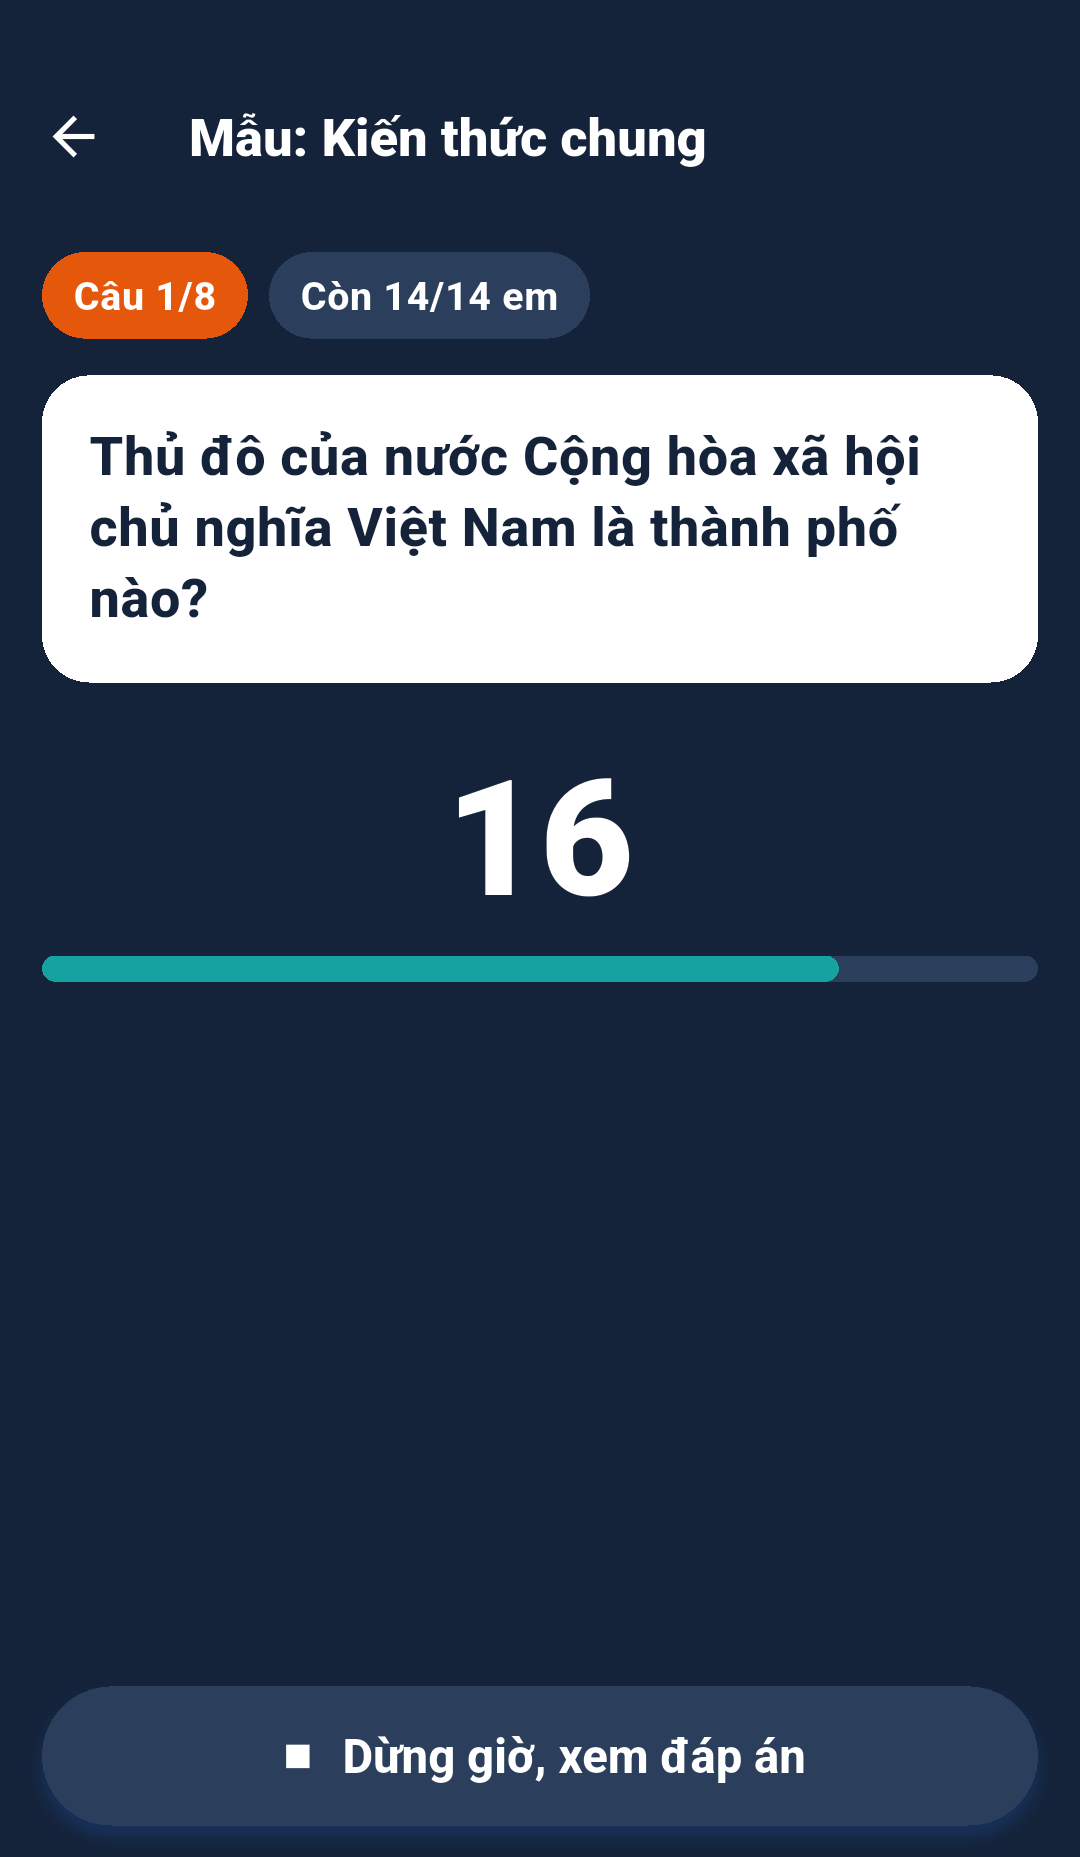 Mẫu: Kiến thức chung
Câu 1/8
Còn 14/14 em
Thủ đô của nước Cộng hòa xã hội
chủ nghĩa Việt Nam là thành phố
nào?
16
Dừng giờ, xem đáp án